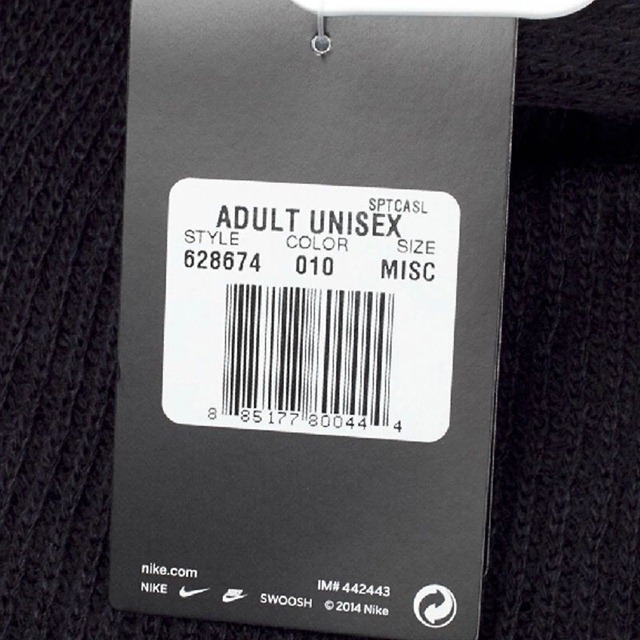 SPTCASL
ADULT UNISEX
STYLE COLOR SIZE
628674 010 MISC
8 85177 80044 4
nike.com
IM# 442443
NIKE SWOOSH © 2014 Nike